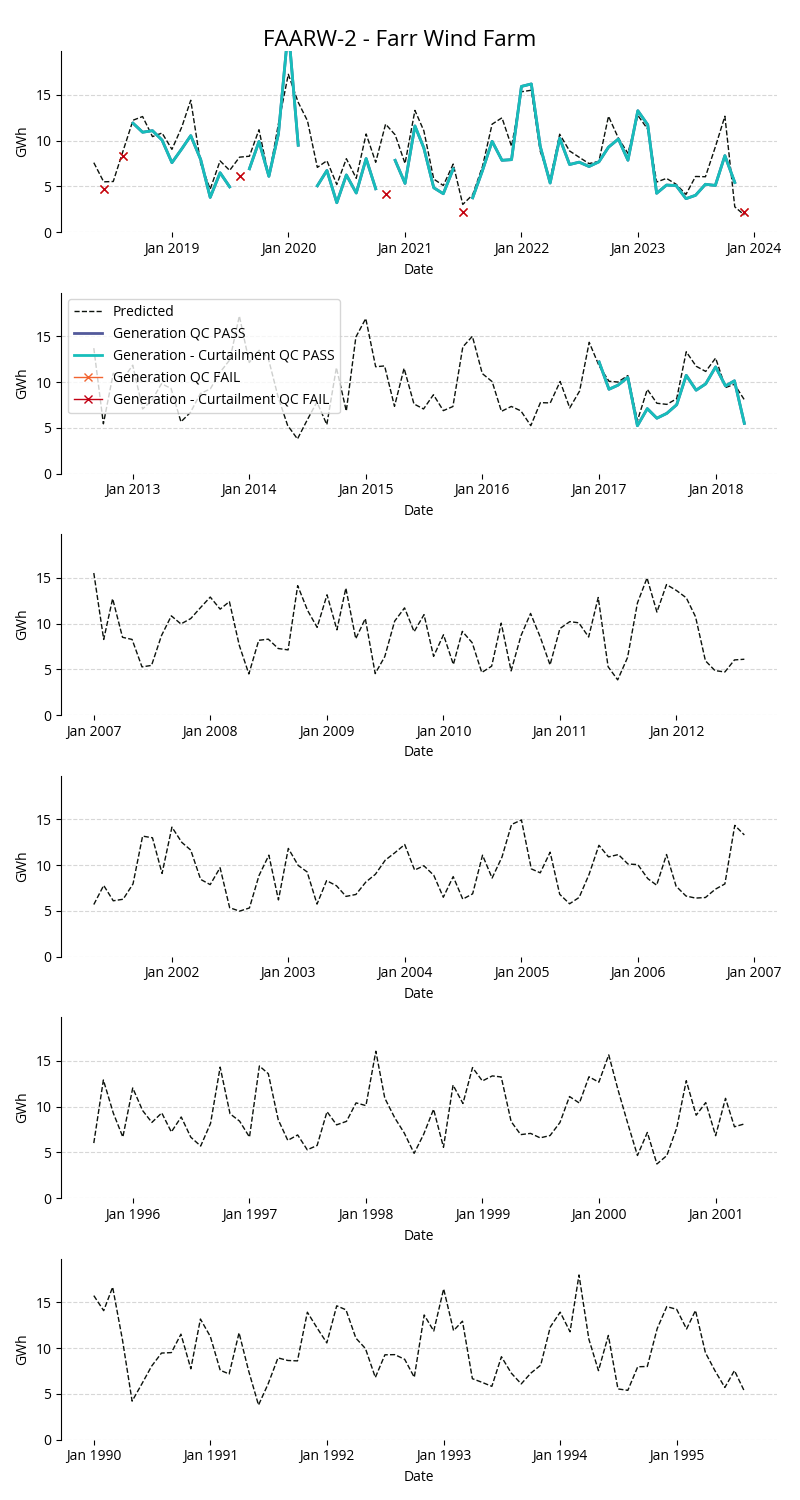 FAARW-2 - Farr Wind Farm
15
10
5
0
GWh
Jan 2019
Jan 2020
Jan 2021
Jan 2022
Jan 2023
Jan 2024
Date
Predicted
Generation QC PASS
Generation - Curtailment QC PASS
Generation QC FAIL
Generation - Curtailment QC FAIL
15
10
5
0
GWh
Jan 2013
Jan 2014
Jan 2015
Jan 2016
Jan 2017
Jan 2018
Date
15
10
5
0
GWh
Jan 2007
Jan 2008
Jan 2009
Jan 2010
Jan 2011
Jan 2012
Date
15
10
5
0
GWh
Jan 2002
Jan 2003
Jan 2004
Jan 2005
Jan 2006
Jan 2007
Date
15
10
5
0
GWh
Jan 1996
Jan 1997
Jan 1998
Jan 1999
Jan 2000
Jan 2001
Date
15
10
5
0
GWh
Jan 1990
Jan 1991
Jan 1992
Jan 1993
Jan 1994
Jan 1995
Date